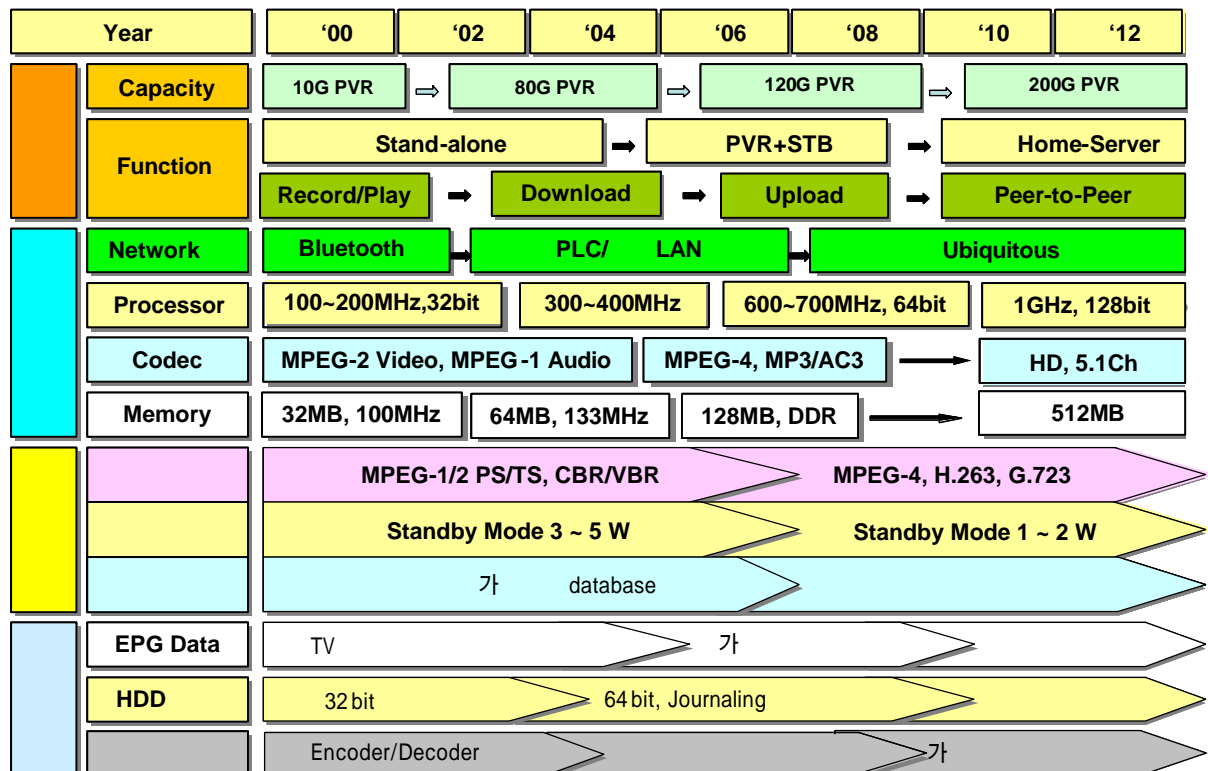 Year ‘00 ‘02 ‘04 ‘06 ‘08 ‘10 ‘12
Capacity 10G PVR ⇨ 80G PVR ⇨ 120G PVR ⇨ 200G PVR
Function
Stand-alone PVR+STB Home-Server
Record/Play Download Upload Peer-to-Peer
Network Bluetooth PLC/ LAN Ubiquitous
Processor 100~200MHz,32bit 300~400MHz 600~700MHz, 64bit 1GHz, 128bit
Codec MPEG-2 Video, MPEG-1 Audio MPEG-4, MP3/AC3 HD, 5.1Ch
Memory 32MB, 100MHz 64MB, 133MHz 128MB, DDR 512MB
MPEG-1/2 PS/TS, CBR/VBR MPEG-4, H.263, G.723
Standby Mode 3 ~ 5 W Standby Mode 1 ~ 2 W
가 database
EPG Data TV 가
HDD 32bit 64bit, Journaling
Encoder/Decoder 가